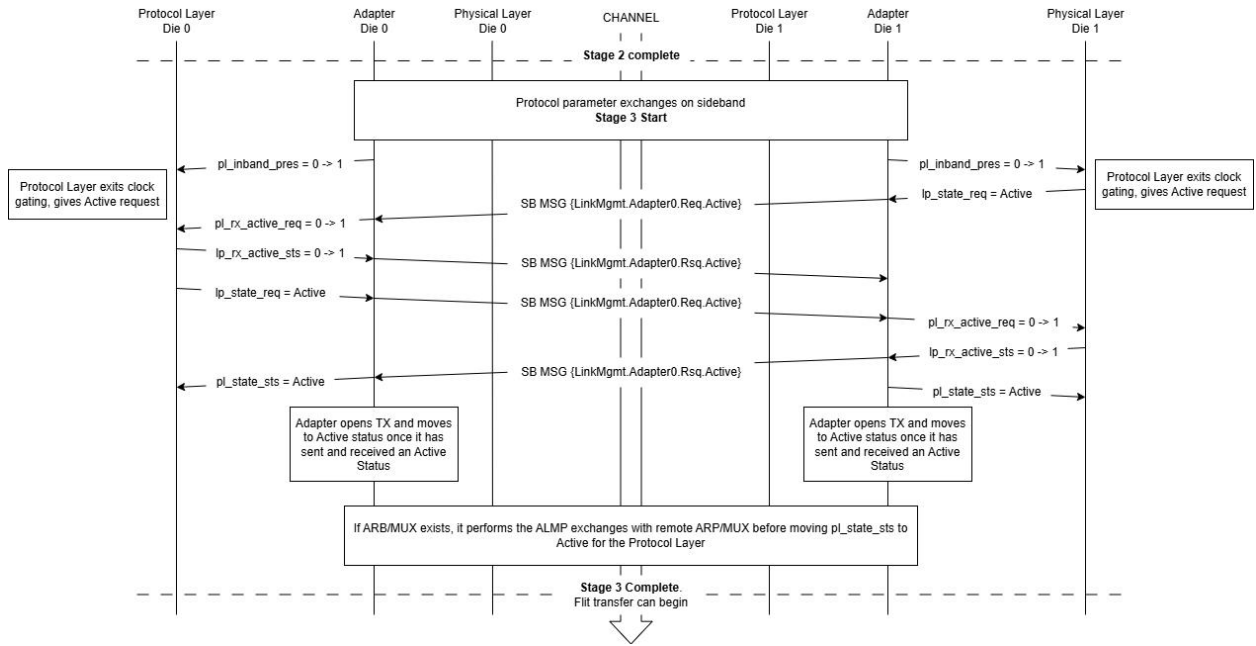 Protocol Layer
Die 0
Adapter
Die 0
Physical Layer
Die 0
CHANNEL
Protocol Layer
Die 1
Adapter
Die 1
Physical Layer
Die 1
Stage 2 complete
Protocol parameter exchanges on sideband
Stage 3 Start
pl_inband_pres = 0 -> 1
pl_inband_pres = 0 -> 1
Protocol Layer exits clock
gating, gives Active request
Protocol Layer exits clock
gating, gives Active request
lp_state_req = Active
SB MSG {LinkMgmt.Adapter0.Req.Active}
pl_rx_active_req = 0 -> 1
lp_rx_active_sts = 0 -> 1
SB MSG {LinkMgmt.Adapter0.Rsq.Active}
lp_state_req = Active
SB MSG {LinkMgmt.Adapter0.Req.Active}
pl_rx_active_req = 0 -> 1
lp_rx_active_sts = 0 -> 1
SB MSG {LinkMgmt.Adapter0.Rsq.Active}
pl_state_sts = Active
pl_state_sts = Active
Adapter opens TX and moves
to Active status once it has
sent and received an Active
Status
Adapter opens TX and moves
to Active status once it has
sent and received an Active
Status
If ARB/MUX exists, it performs the ALMP exchanges with remote ARP/MUX before moving pl_state_sts to
Active for the Protocol Layer
Stage 3 Complete.
Flit transfer can begin